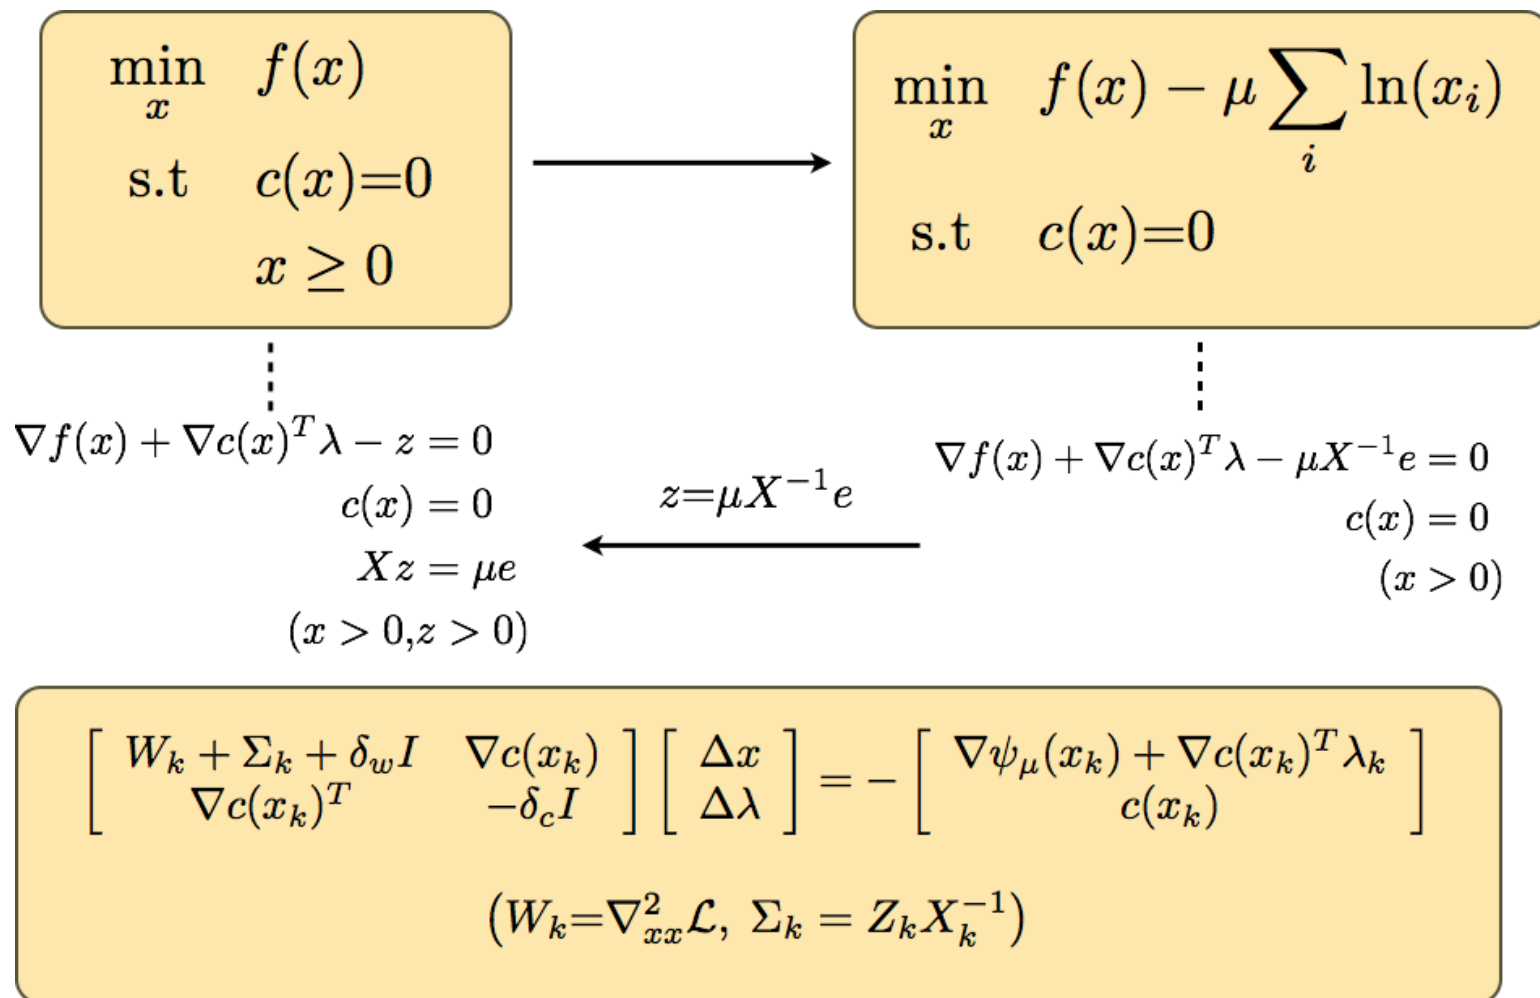 min_x f(x)
s.t c(x)=0
x ≥ 0
min_x f(x) − μ ∑_i ln(x_i)
s.t c(x)=0
∇f(x) + ∇c(x)^T λ − z = 0
c(x) = 0
Xz = μe
(x > 0,z > 0)
z=μX^{−1}e
∇f(x) + ∇c(x)^T λ − μX^{−1}e = 0
c(x) = 0
(x > 0)
[ W_k + Σ_k + δ_w I ∇c(x_k) ] [ Δx ] = − [ ∇ψ_μ(x_k) + ∇c(x_k)^T λ_k ]
[ ∇c(x_k)^T −δ_c I ] [ Δλ ] [ c(x_k) ]
(W_k=∇²_{xx}ℒ, Σ_k = Z_k X_k^{−1})